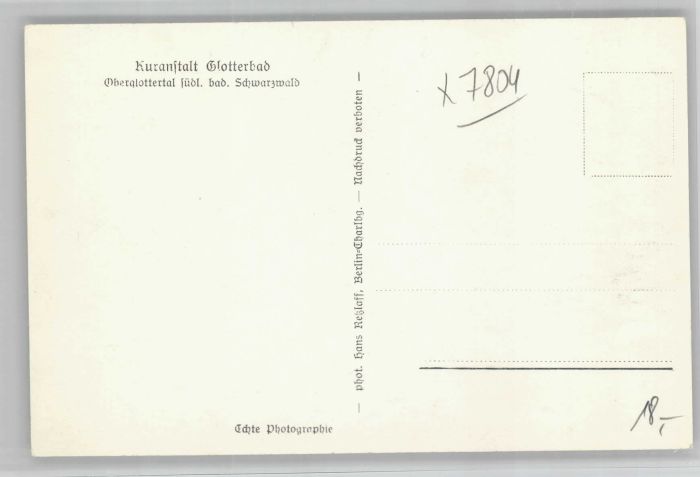 Kuranstalt Glotterbad
Oberglottertal südl. bad. Schwarzwald
— phot. Hans Retzlaff, Berlin=Charlbg. — Nachdruck verboten —
x 7804
Echte Photographie
18,-